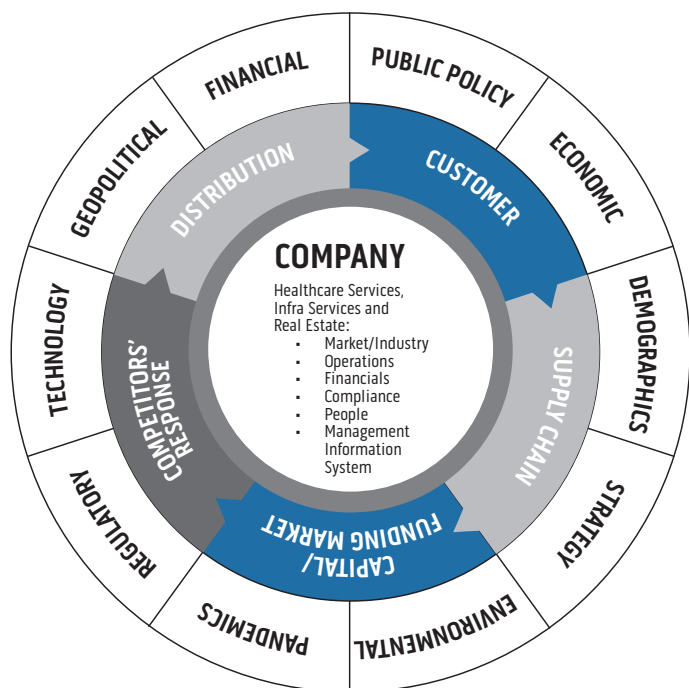 PUBLIC POLICY
ECONOMIC
DEMOGRAPHICS
STRATEGY
ENVIRONMENTAL
PANDEMICS
REGULATORY
TECHNOLOGY
GEOPOLITICAL
FINANCIAL
CUSTOMER
SUPPLY CHAIN
CAPITAL/
FUNDING MARKET
COMPETITORS'
RESPONSE
DISTRIBUTION
COMPANY
Healthcare Services,
Infra Services and
Real Estate:
▪ Market/Industry
▪ Operations
▪ Financials
▪ Compliance
▪ People
▪ Management
Information
System